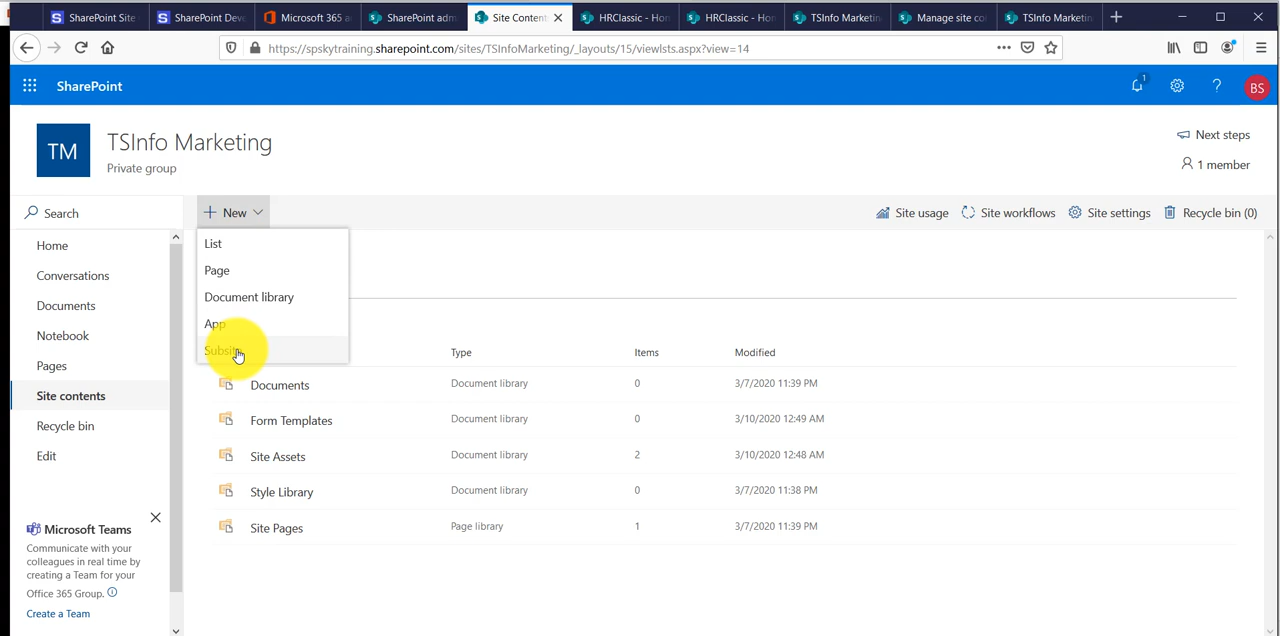 SharePoint Site
SharePoint Deve
Microsoft 365 a
SharePoint adm
Site Content
HRClassic - Hom
HRClassic - Hom
TSInfo Marketin
Manage site co
TSInfo Marketin
https://spskytraining.sharepoint.com/sites/TSInfoMarketing/_layouts/15/viewlsts.aspx?view=14
SharePoint
1
?
BS
TM
TSInfo Marketing
Private group
Next steps
1 member
Search
New
Site usage
Site workflows
Site settings
Recycle bin (0)
Home
Conversations
Documents
Notebook
Pages
Site contents
Recycle bin
Edit
List
Page
Document library
App
Subsite
Type
Items
Modified
Documents
Document library
0
3/7/2020 11:39 PM
Form Templates
Document library
0
3/10/2020 12:49 AM
Site Assets
Document library
2
3/10/2020 12:48 AM
Style Library
Document library
0
3/7/2020 11:38 PM
Site Pages
Page library
1
3/7/2020 11:39 PM
Microsoft Teams
Communicate with your
colleagues in real time by
creating a Team for your
Office 365 Group.
Create a Team